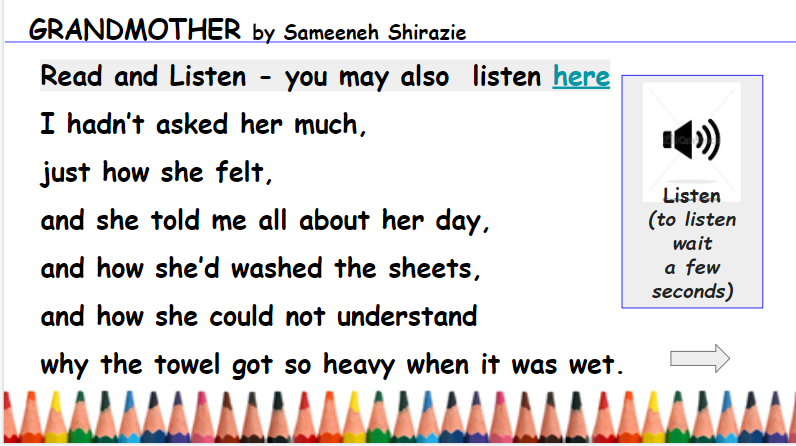 GRANDMOTHER by Sameeneh Shirazie
Read and Listen - you may also listen here
I hadn't asked her much,
just how she felt,
and she told me all about her day,
and how she'd washed the sheets,
and how she could not understand
why the towel got so heavy when it was wet.
Listen
(to listen
wait
a few
seconds)